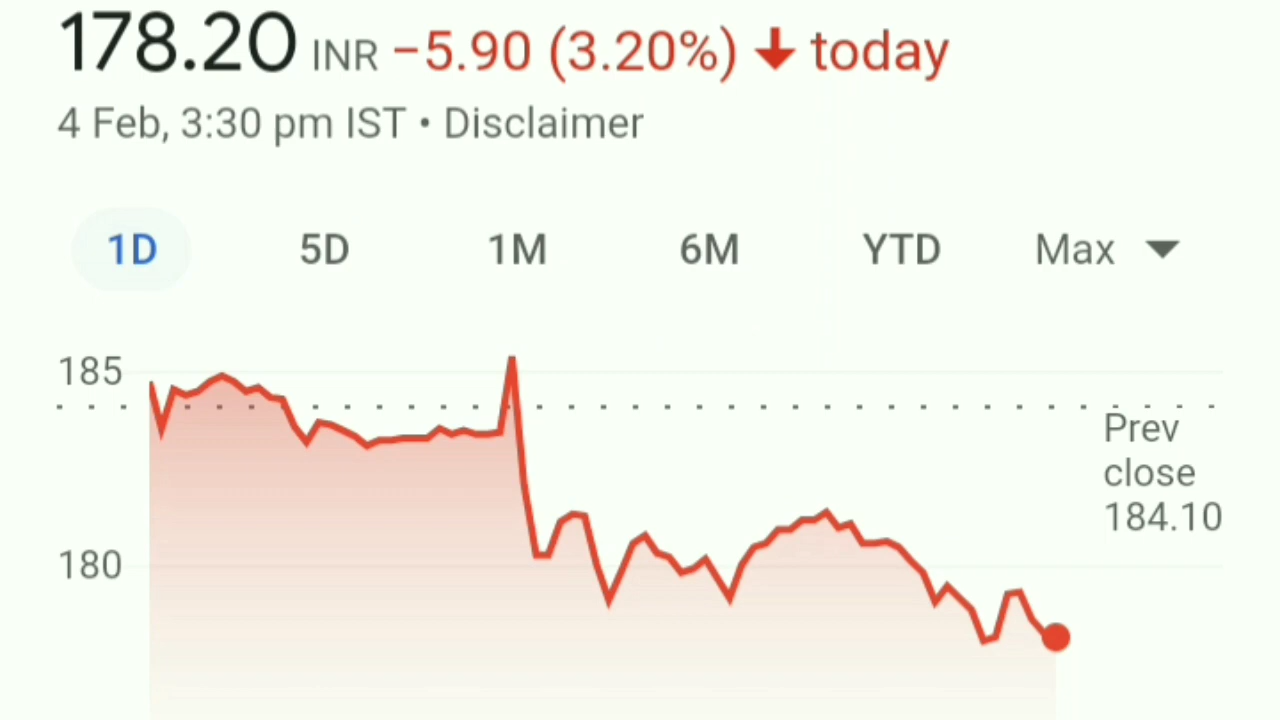 178.20 INR −5.90 (3.20%) ↓ today
4 Feb, 3:30 pm IST • Disclaimer
1D 5D 1M 6M YTD Max
185
Prev
close
184.10
180